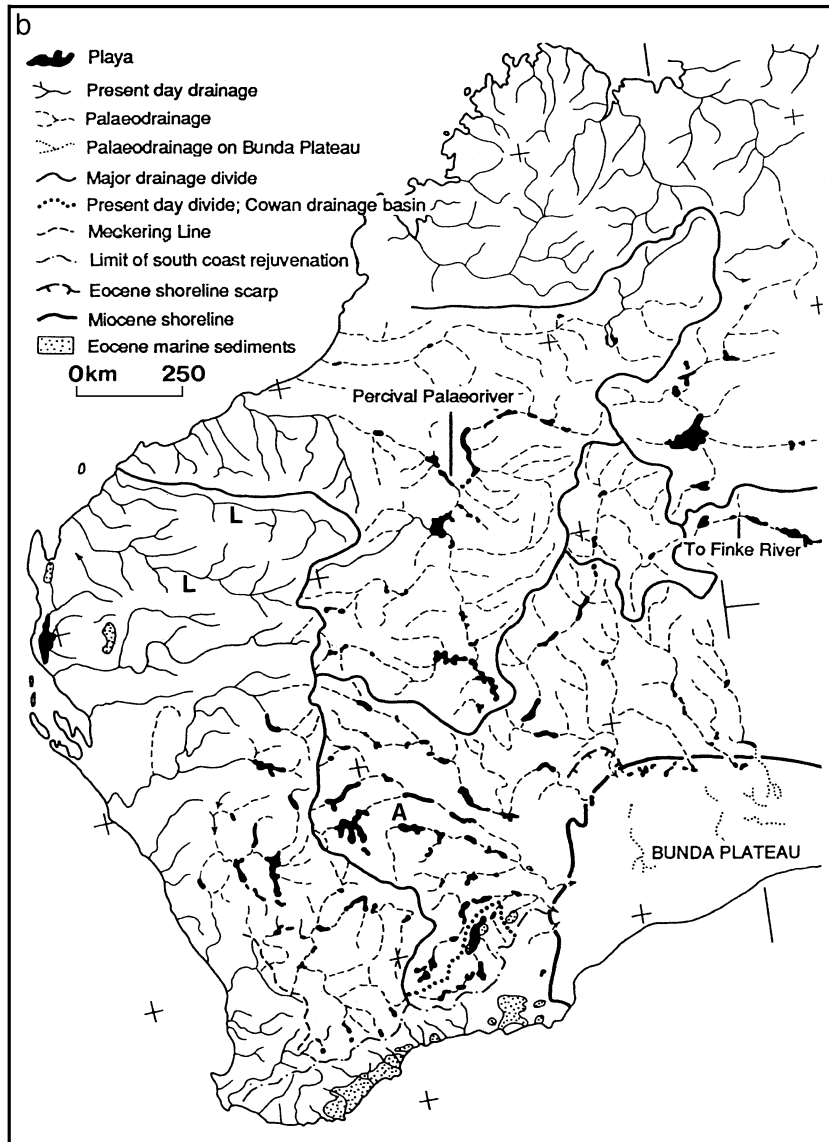 b
Playa
Present day drainage
Palaeodrainage
Palaeodrainage on Bunda Plateau
Major drainage divide
Present day divide; Cowan drainage basin
Meckering Line
Limit of south coast rejuvenation
Eocene shoreline scarp
Miocene shoreline
Eocene marine sediments
0km 250
Percival Palaeoriver
L
To Finke River
L
A
BUNDA PLATEAU